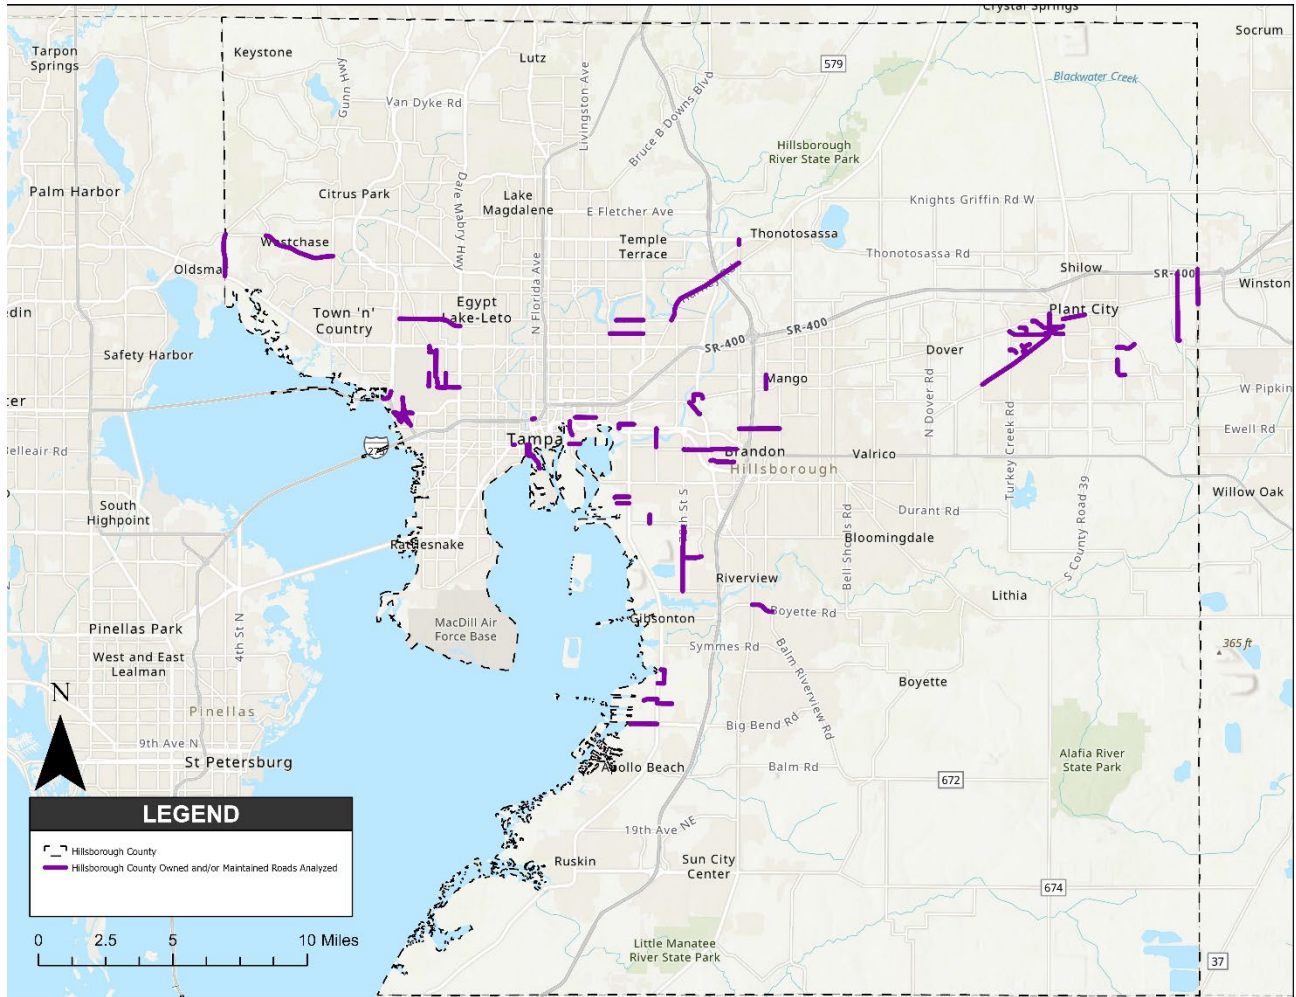 Crystal Springs
Socrum
Tarpon
Springs
Keystone
Lutz
579
Blackwater Creek
Gunn Hwy
Van Dyke Rd
Livingston Ave
Bruce B Downs Blvd
Hillsborough
River State Park
Palm Harbor
Citrus Park
Dale Mabry Hwy
Lake
Magdalene
E Fletcher Ave
Knights Griffin Rd W
Westchase
Temple
Terrace
Thonotosassa
Thonotosassa Rd
Oldsma
N Florida Ave
Shilow
SR-400
Winston
Egypt
Lake-Leto
Town 'n'
Country
edin
SR-400
SR-400
Plant City
Safety Harbor
Dover
Mango
N Dover Rd
W Pipkin
ter
Turkey Creek Rd
Ewell Rd
Tampa
275
Belleair Rd
Brandon
Hillsborough
Valrico
S County Road 39
Willow Oak
South
Highpoint
78th St S
Bell Shoals Rd
Durant Rd
Bloomingdale
Rattlesnake
Riverview
Lithia
4th St N
Gibsonton
Boyette Rd
MacDill Air
Force Base
Pinellas Park
Symmes Rd
365 ft
West and East
Lealman
Balm Riverview Rd
Boyette
N
Pinellas
Big Bend Rd
9th Ave N
St Petersburg
Apollo Beach
Balm Rd
672
Alafia River
State Park
LEGEND
Hillsborough County
Hillsborough County Owned and/or Maintained Roads Analyzed
19th Ave NE
Ruskin
Sun City
Center
674
0 2.5 5 10 Miles
Little Manatee
River State Park
37